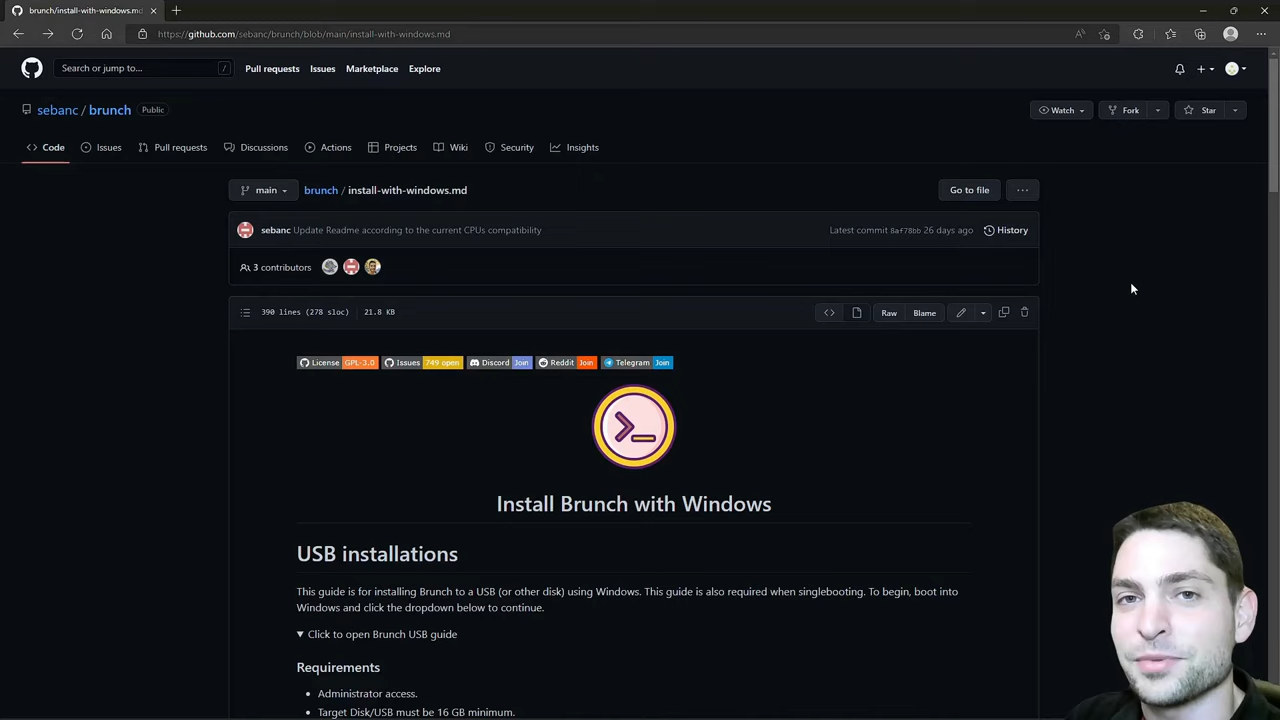 brunch/install-with-windows.md
https://github.com/sebanc/brunch/blob/main/install-with-windows.md
Search or jump to... /
Pull requests Issues Marketplace Explore
sebanc / brunch Public
Watch Fork Star
Code Issues Pull requests Discussions Actions Projects Wiki Security Insights
main brunch / install-with-windows.md Go to file ...
sebanc Update Readme according to the current CPUs compatibility Latest commit 8af78bb 26 days ago History
3 contributors
390 lines (278 sloc) 21.8 KB Raw Blame
License GPL-3.0 Issues 749 open Discord Join Reddit Join Telegram Join
Install Brunch with Windows
USB installations
This guide is for installing Brunch to a USB (or other disk) using Windows. This guide is also required when singlebooting. To begin, boot into
Windows and click the dropdown below to continue.
Click to open Brunch USB guide
Requirements
• Administrator access.
• Target Disk/USB must be 16 GB minimum.